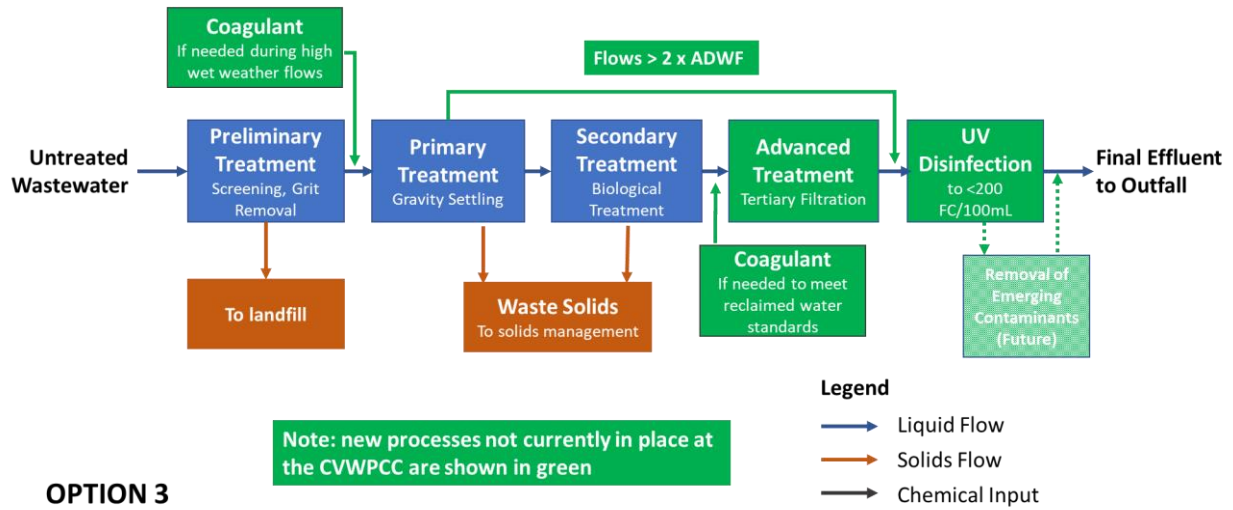 Coagulant
If needed during high
wet weather flows
Flows > 2 x ADWF
Untreated
Wastewater
Preliminary
Treatment
Screening, Grit
Removal
Primary
Treatment
Gravity Settling
Secondary
Treatment
Biological
Treatment
Advanced
Treatment
Tertiary Filtration
UV
Disinfection
to <200
FC/100mL
Final Effluent
to Outfall
To landfill
Waste Solids
To solids management
Coagulant
If needed to meet
reclaimed water
standards
Removal of
Emerging
Contaminants
(Future)
Legend
Liquid Flow
Solids Flow
Chemical Input
Note: new processes not currently in place at
the CVWPCC are shown in green
OPTION 3